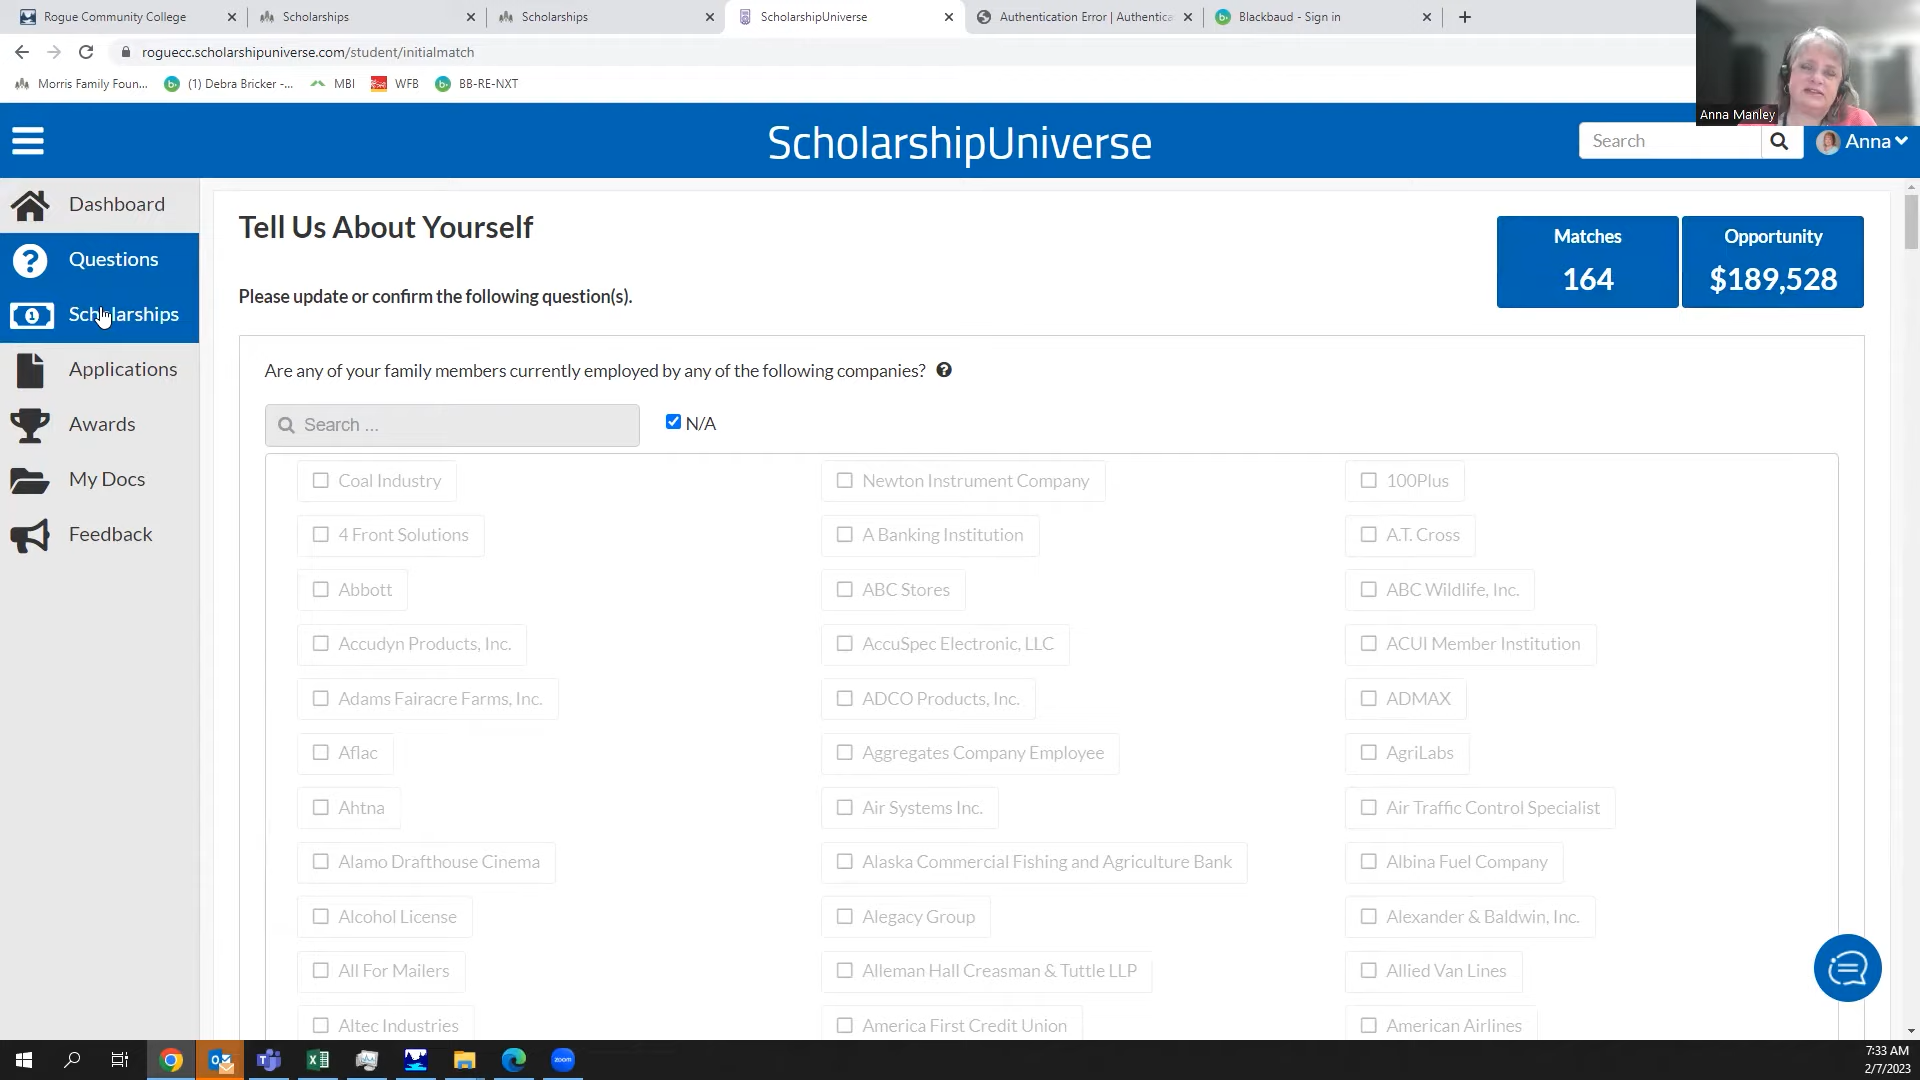 Rogue Community College
Scholarships
Scholarships
ScholarshipUniverse
Authentication Error | Authentica
Blackbaud - Sign in
roguecc.scholarshipuniverse.com/student/initialmatch
Morris Family Foun...
(1) Debra Bricker -...
MBI
WFB
BB-RE-NXT
Anna Manley
ScholarshipUniverse
Search
Anna
Dashboard
Questions
Scholarships
Applications
Awards
My Docs
Feedback
Tell Us About Yourself
Matches
164
Opportunity
$189,528
Please update or confirm the following question(s).
Are any of your family members currently employed by any of the following companies?
Search ...
N/A
Coal Industry
Newton Instrument Company
100Plus
4 Front Solutions
A Banking Institution
A.T. Cross
Abbott
ABC Stores
ABC Wildlife, Inc.
Accudyn Products, Inc.
AccuSpec Electronic, LLC
ACUI Member Institution
Adams Fairacre Farms, Inc.
ADCO Products, Inc.
ADMAX
Aflac
Aggregates Company Employee
AgriLabs
Ahtna
Air Systems Inc.
Air Traffic Control Specialist
Alamo Drafthouse Cinema
Alaska Commercial Fishing and Agriculture Bank
Albina Fuel Company
Alcohol License
Alegacy Group
Alexander & Baldwin, Inc.
All For Mailers
Alleman Hall Creasman & Tuttle LLP
Allied Van Lines
Altec Industries
America First Credit Union
American Airlines
zoom
7:33 AM
2/7/2023